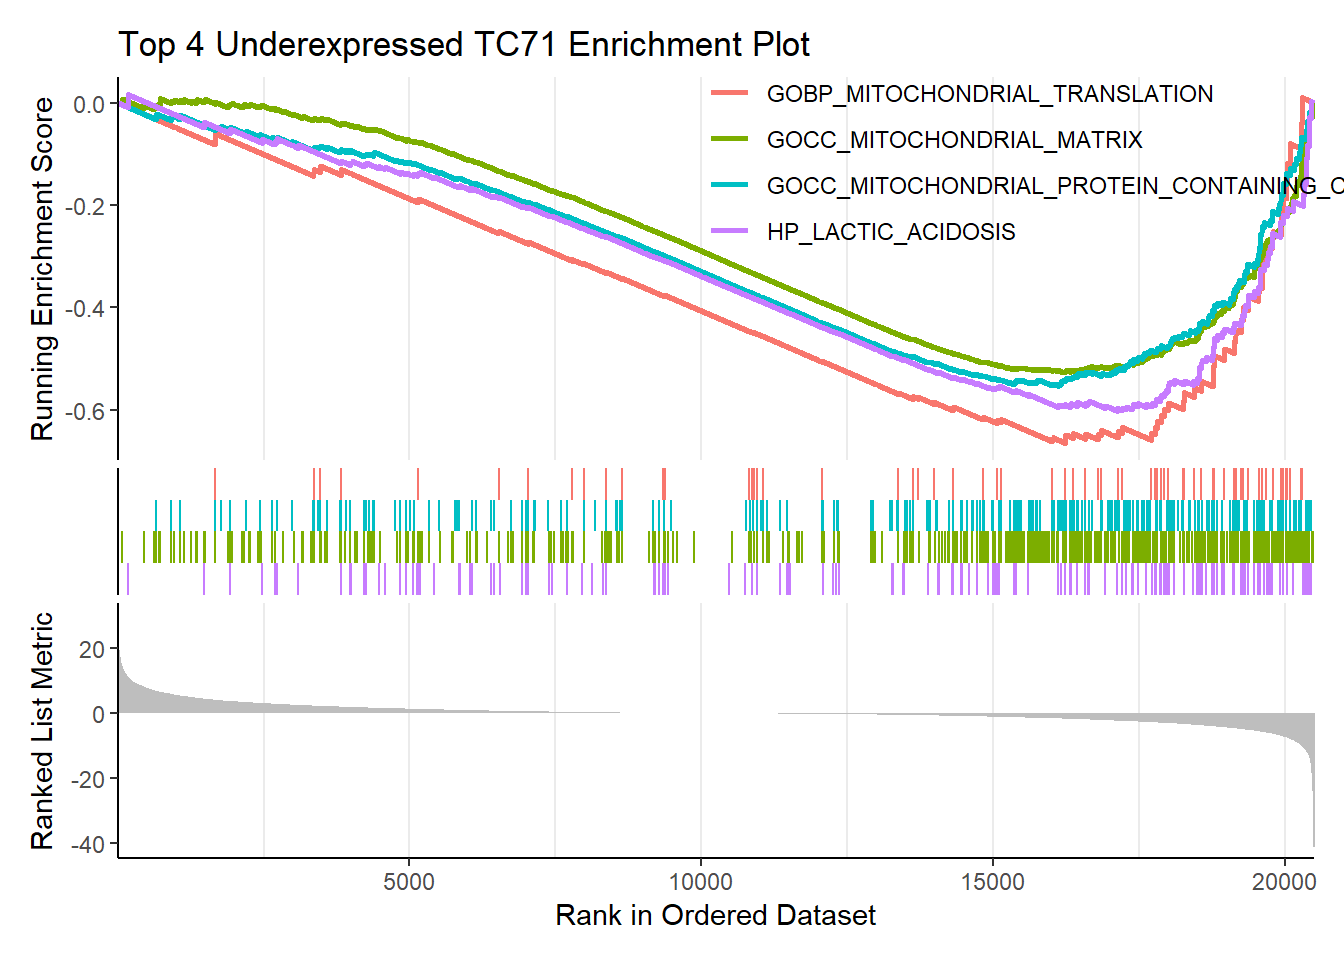 Top 4 Underexpressed TC71 Enrichment Plot
Running Enrichment Score
0.0
-0.2
-0.4
-0.6
GOBP_MITOCHONDRIAL_TRANSLATION
GOCC_MITOCHONDRIAL_MATRIX
GOCC_MITOCHONDRIAL_PROTEIN_CONTAINING_C
HP_LACTIC_ACIDOSIS
Ranked List Metric
20
0
-20
-40
5000
10000
15000
20000
Rank in Ordered Dataset